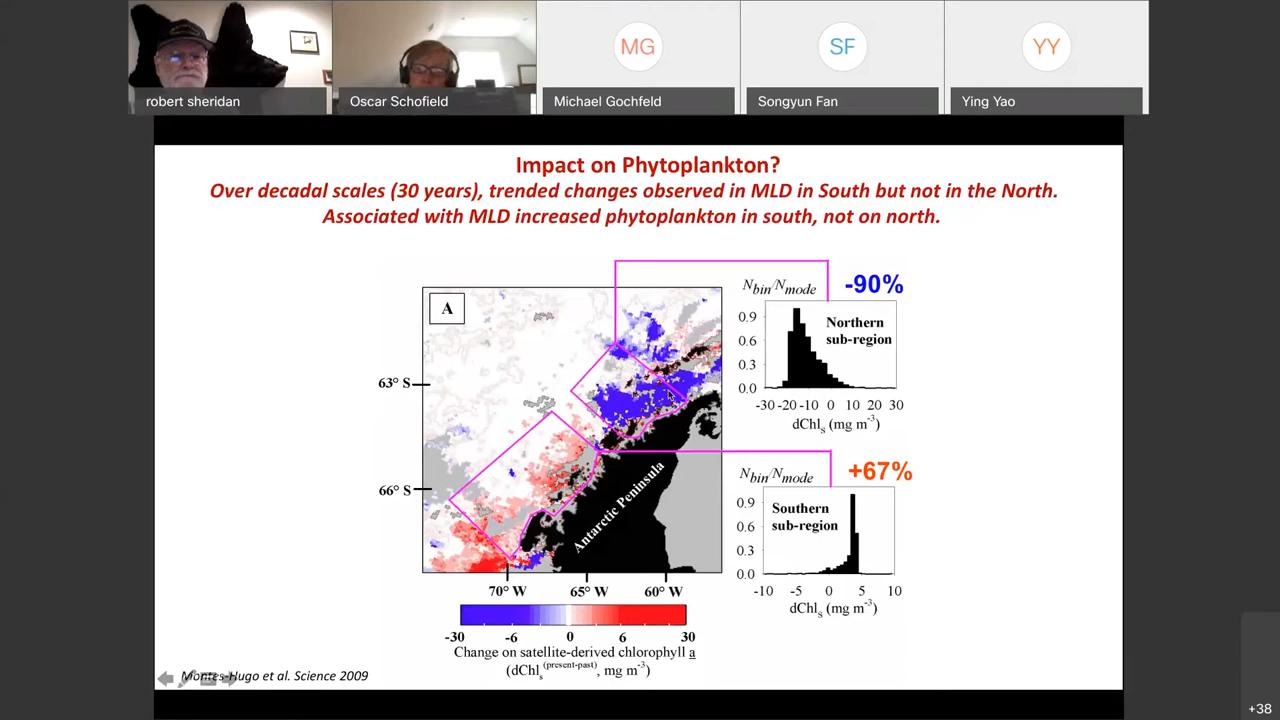 MG
SF
YY
robert sheridan
Oscar Schofield
Michael Gochfeld
Songyun Fan
Ying Yao
Impact on Phytoplankton?
Over decadal scales (30 years), trended changes observed in MLD in South but not in the North.
Associated with MLD increased phytoplankton in south, not on north.
A
63° S
66° S
Antarctic Peninsula
70° W
65° W
60° W
-30
-6
0
6
30
Change on satellite-derived chlorophyll a
(dChls(present-past), mg m-3)
Nbin/Nmode
-90%
Northern
sub-region
0.9
0.6
0.3
0.0
-30 -20 -10 0 10 20 30
dChls (mg m-3)
Nbin/Nmode
+67%
Southern
sub-region
0.9
0.6
0.3
0.0
-10 -5 0 5 10
dChls (mg m-3)
Montes-Hugo et al. Science 2009
+38